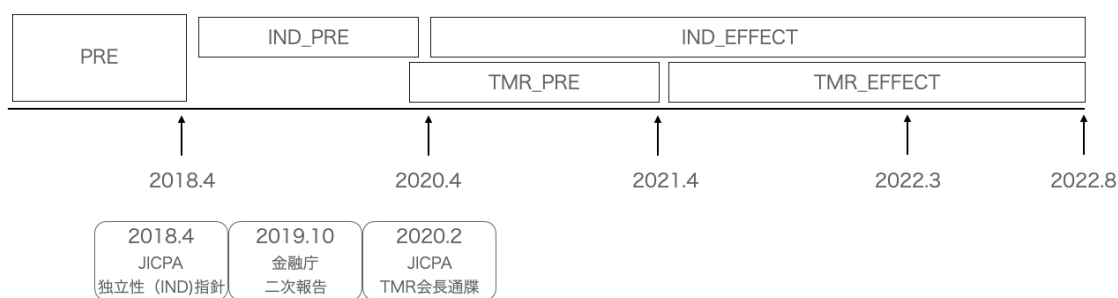 PRE
IND_PRE
IND_EFFECT
TMR_PRE
TMR_EFFECT
2018.4
2020.4
2021.4
2022.3
2022.8
2018.4
JICPA
独立性（IND)指針
2019.10
金融庁
二次報告
2020.2
JICPA
TMR会長通牒